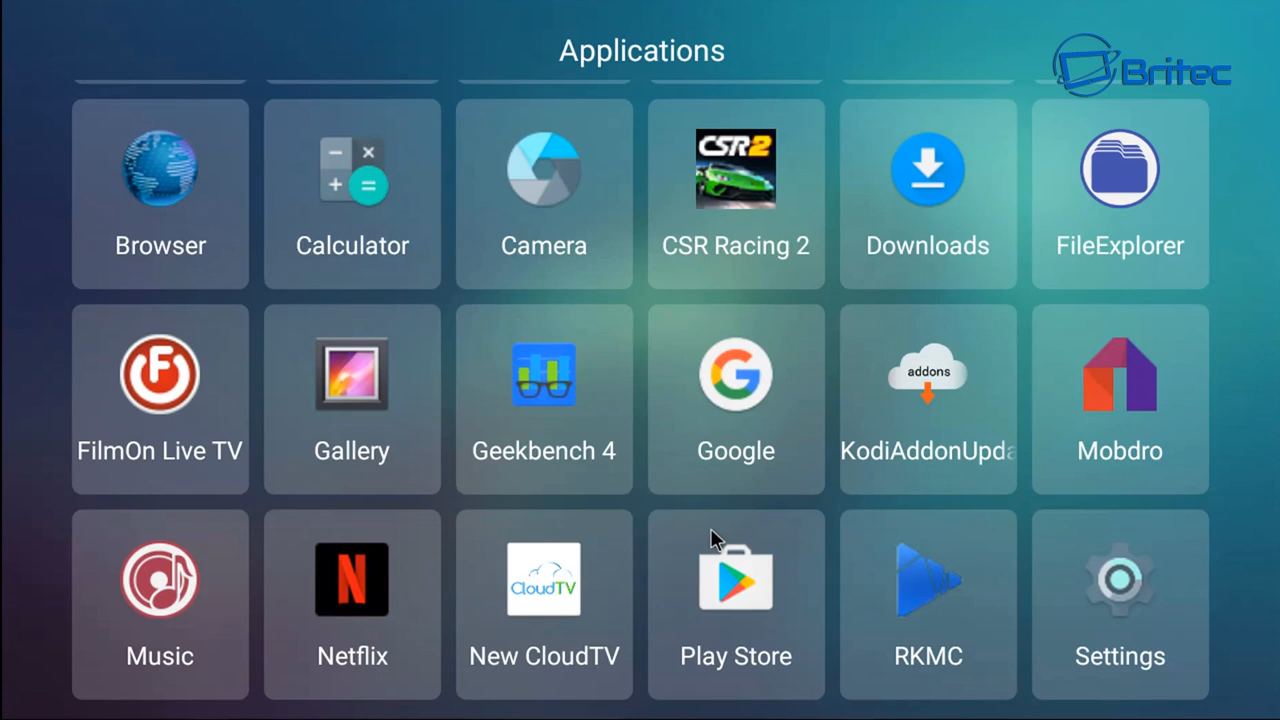 Applications
Britec
Browser
Calculator
Camera
CSR2
CSR Racing 2
Downloads
FileExplorer
FilmOn Live TV
Gallery
Geekbench 4
Google
addons
KodiAddonUpda
Mobdro
Music
Netflix
CloudTV
New CloudTV
Play Store
RKMC
Settings